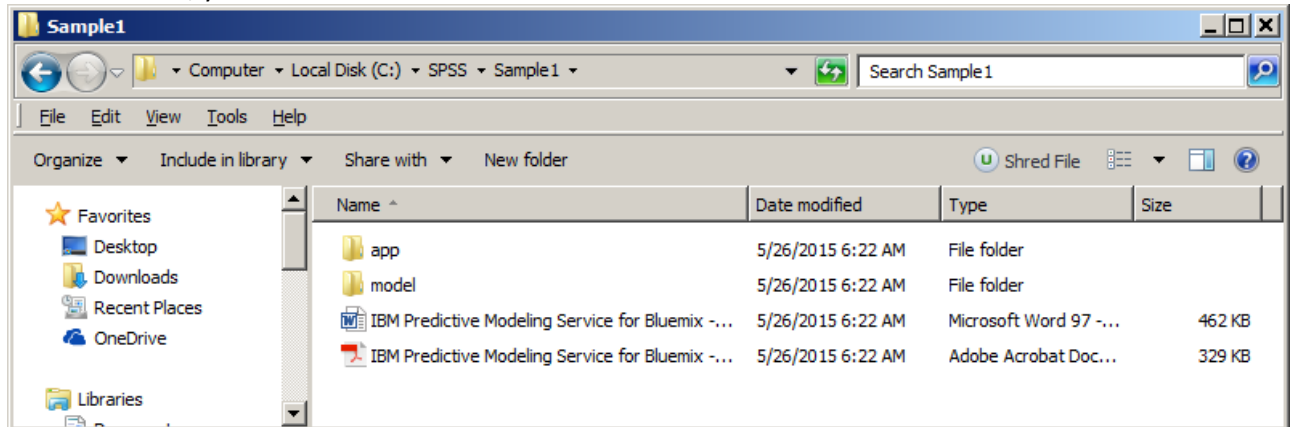 Sample1
Computer Local Disk (C:) SPSS Sample1 Search Sample1
File Edit View Tools Help
Organize Include in library Share with New folder Shred File
Favorites
Desktop
Downloads
Recent Places
OneDrive
Libraries
Name Date modified Type Size
app 5/26/2015 6:22 AM File folder
model 5/26/2015 6:22 AM File folder
IBM Predictive Modeling Service for Bluemix -... 5/26/2015 6:22 AM Microsoft Word 97 -... 462 KB
IBM Predictive Modeling Service for Bluemix -... 5/26/2015 6:22 AM Adobe Acrobat Doc... 329 KB